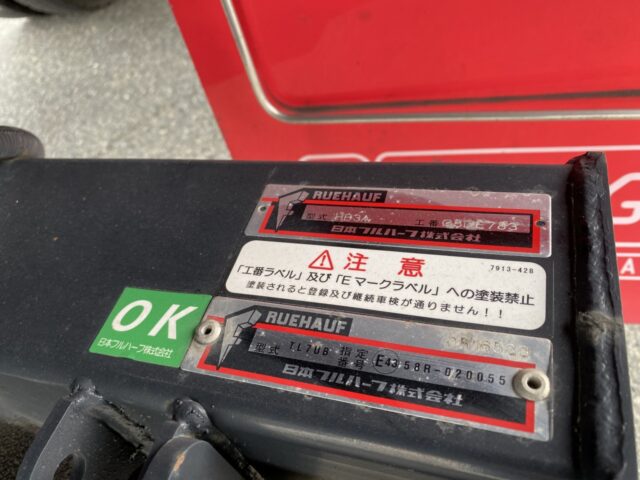 RUEHAUF
型式 工番
日本フルハーフ株式会社
注意
7913-428
「工番ラベル」及び「Eマークラベル」への塗装禁止
塗装されると登録及び継続車検が通りません!!
OK
日本フルハーフ株式会社
RUEHAUF
型式 TL70B 指定番号 E4358R-020055
日本フルハーフ株式会社
G